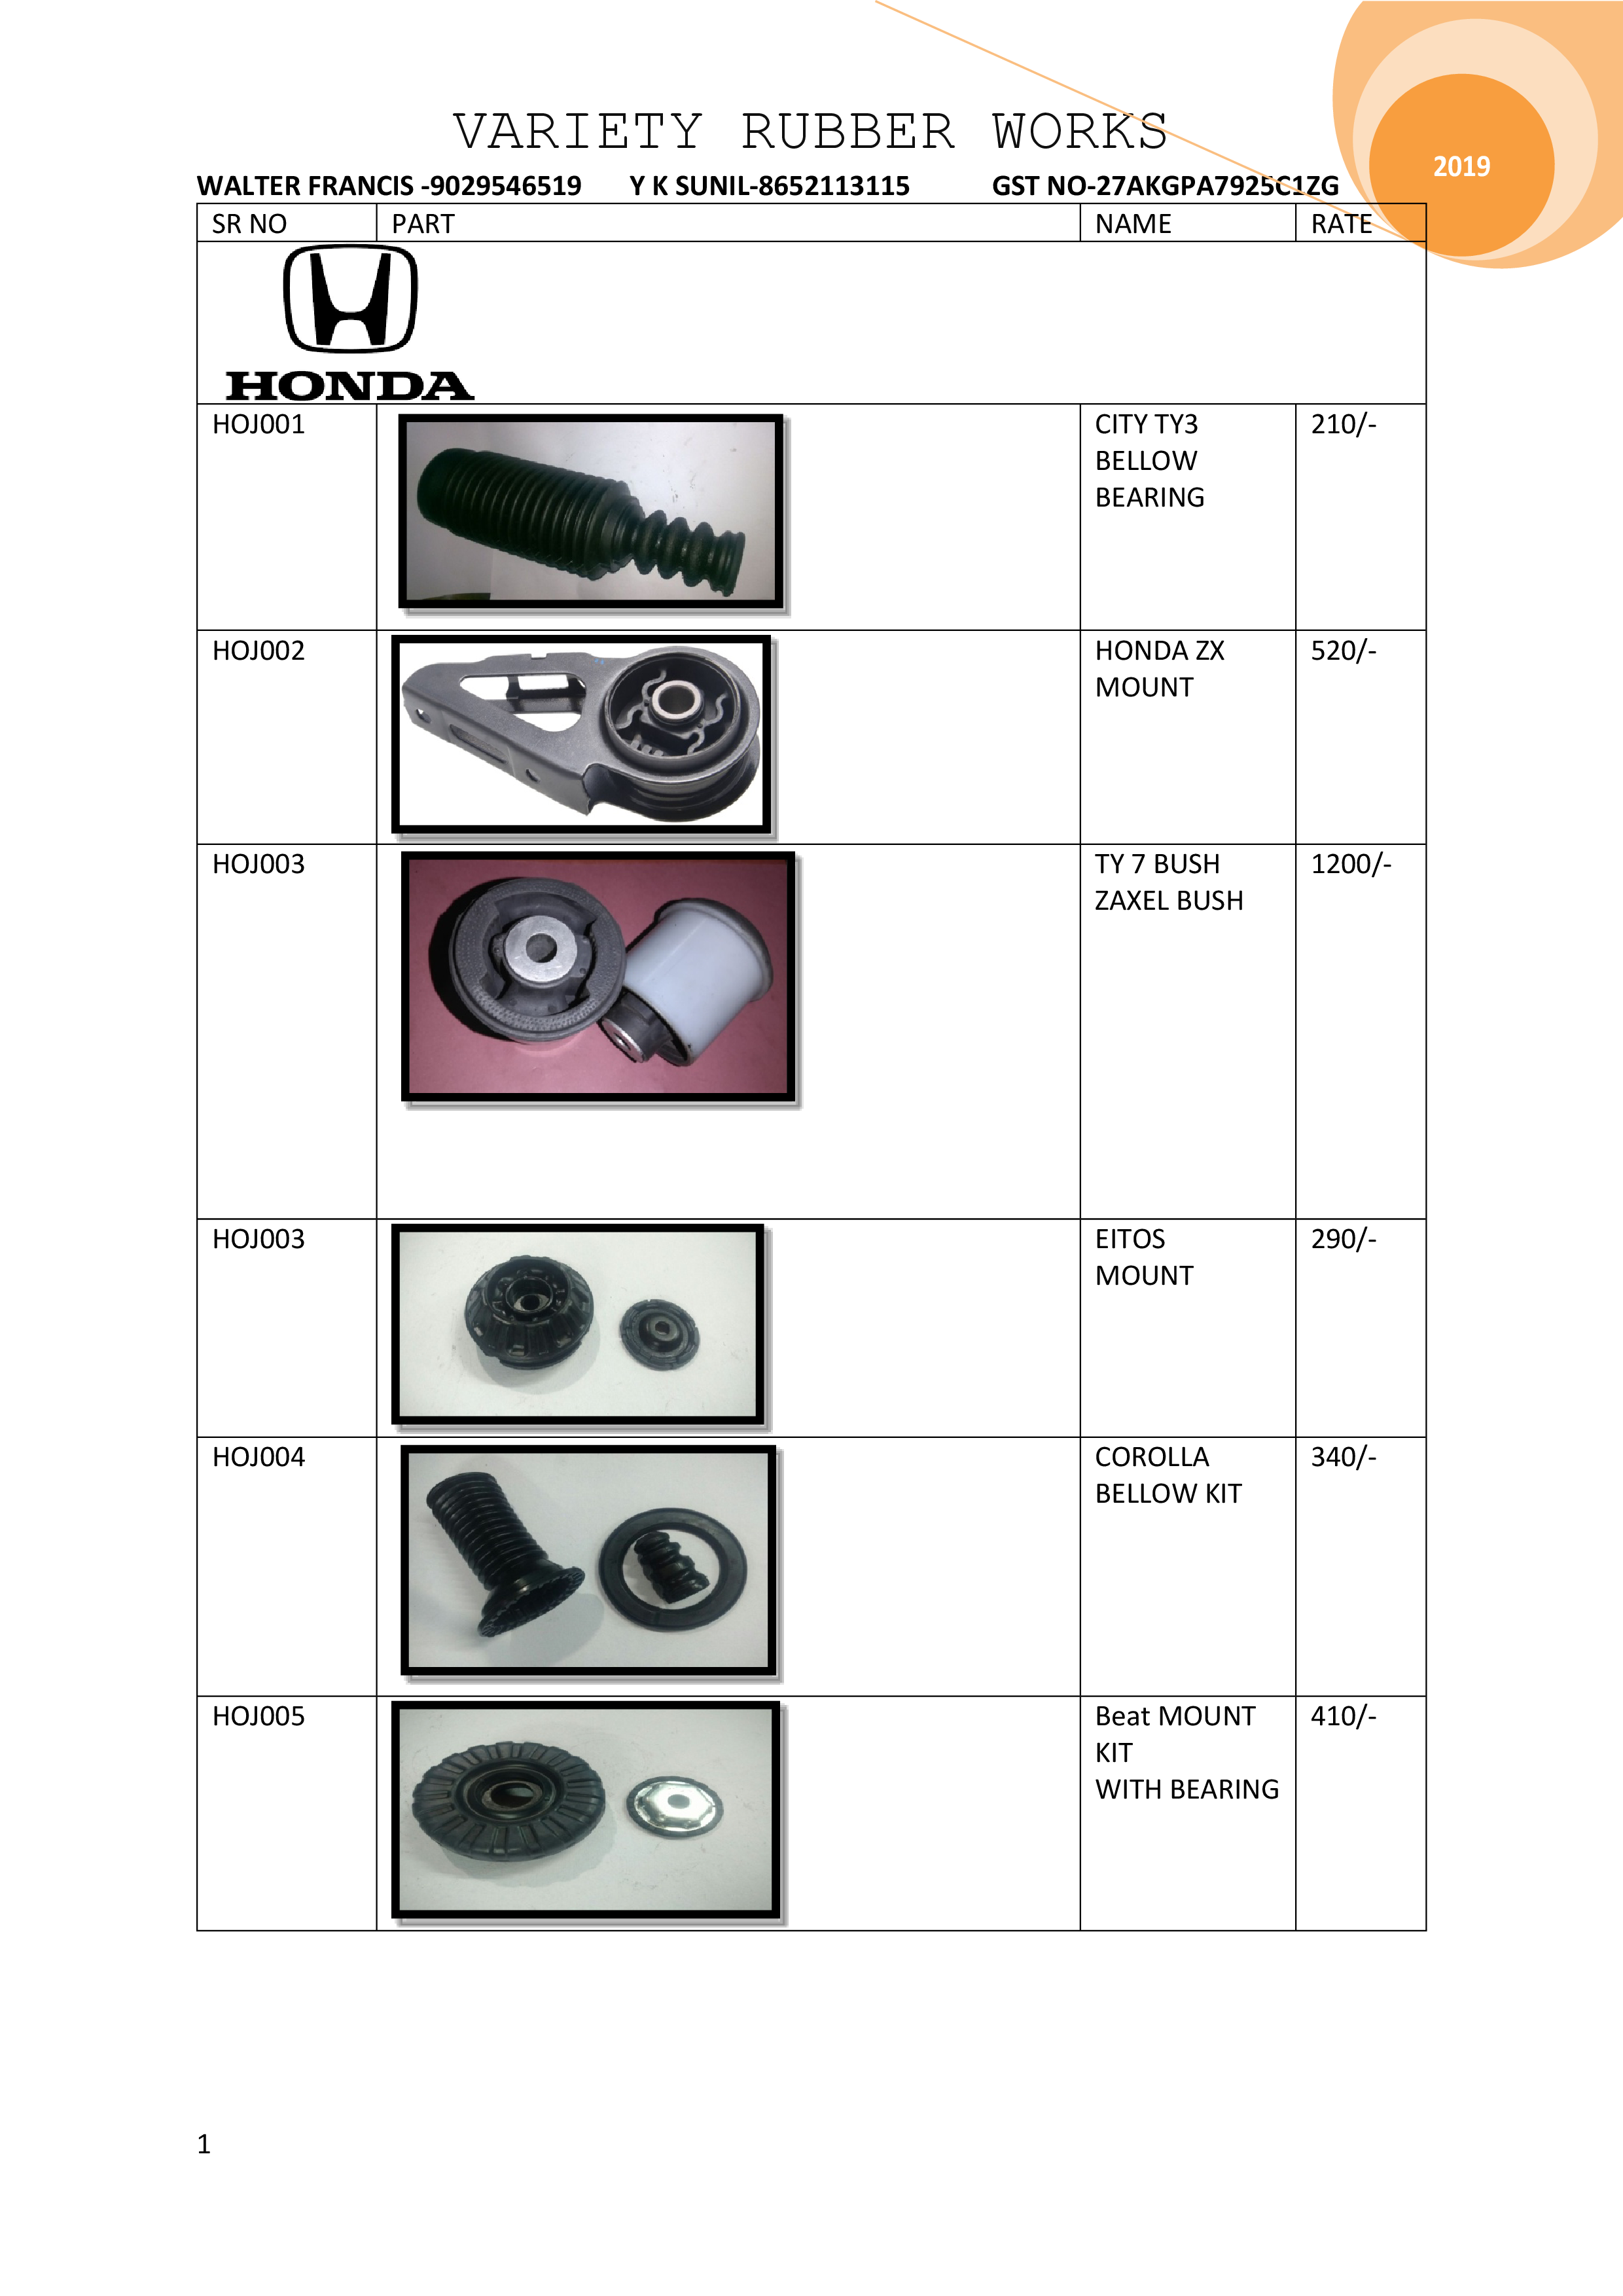 2019
VARIETY RUBBER WORKS
WALTER FRANCIS -9029546519 Y K SUNIL-8652113115 GST NO-27AKGPA7925C1ZG
SR NO PART NAME RATE
HONDA
HOJ001 CITY TY3 210/-
BELLOW
BEARING
HOJ002 HONDA ZX 520/-
MOUNT
HOJ003 TY 7 BUSH 1200/-
ZAXEL BUSH
HOJ003 EITOS 290/-
MOUNT
HOJ004 COROLLA 340/-
BELLOW KIT
HOJ005 Beat MOUNT 410/-
KIT
WITH BEARING
1